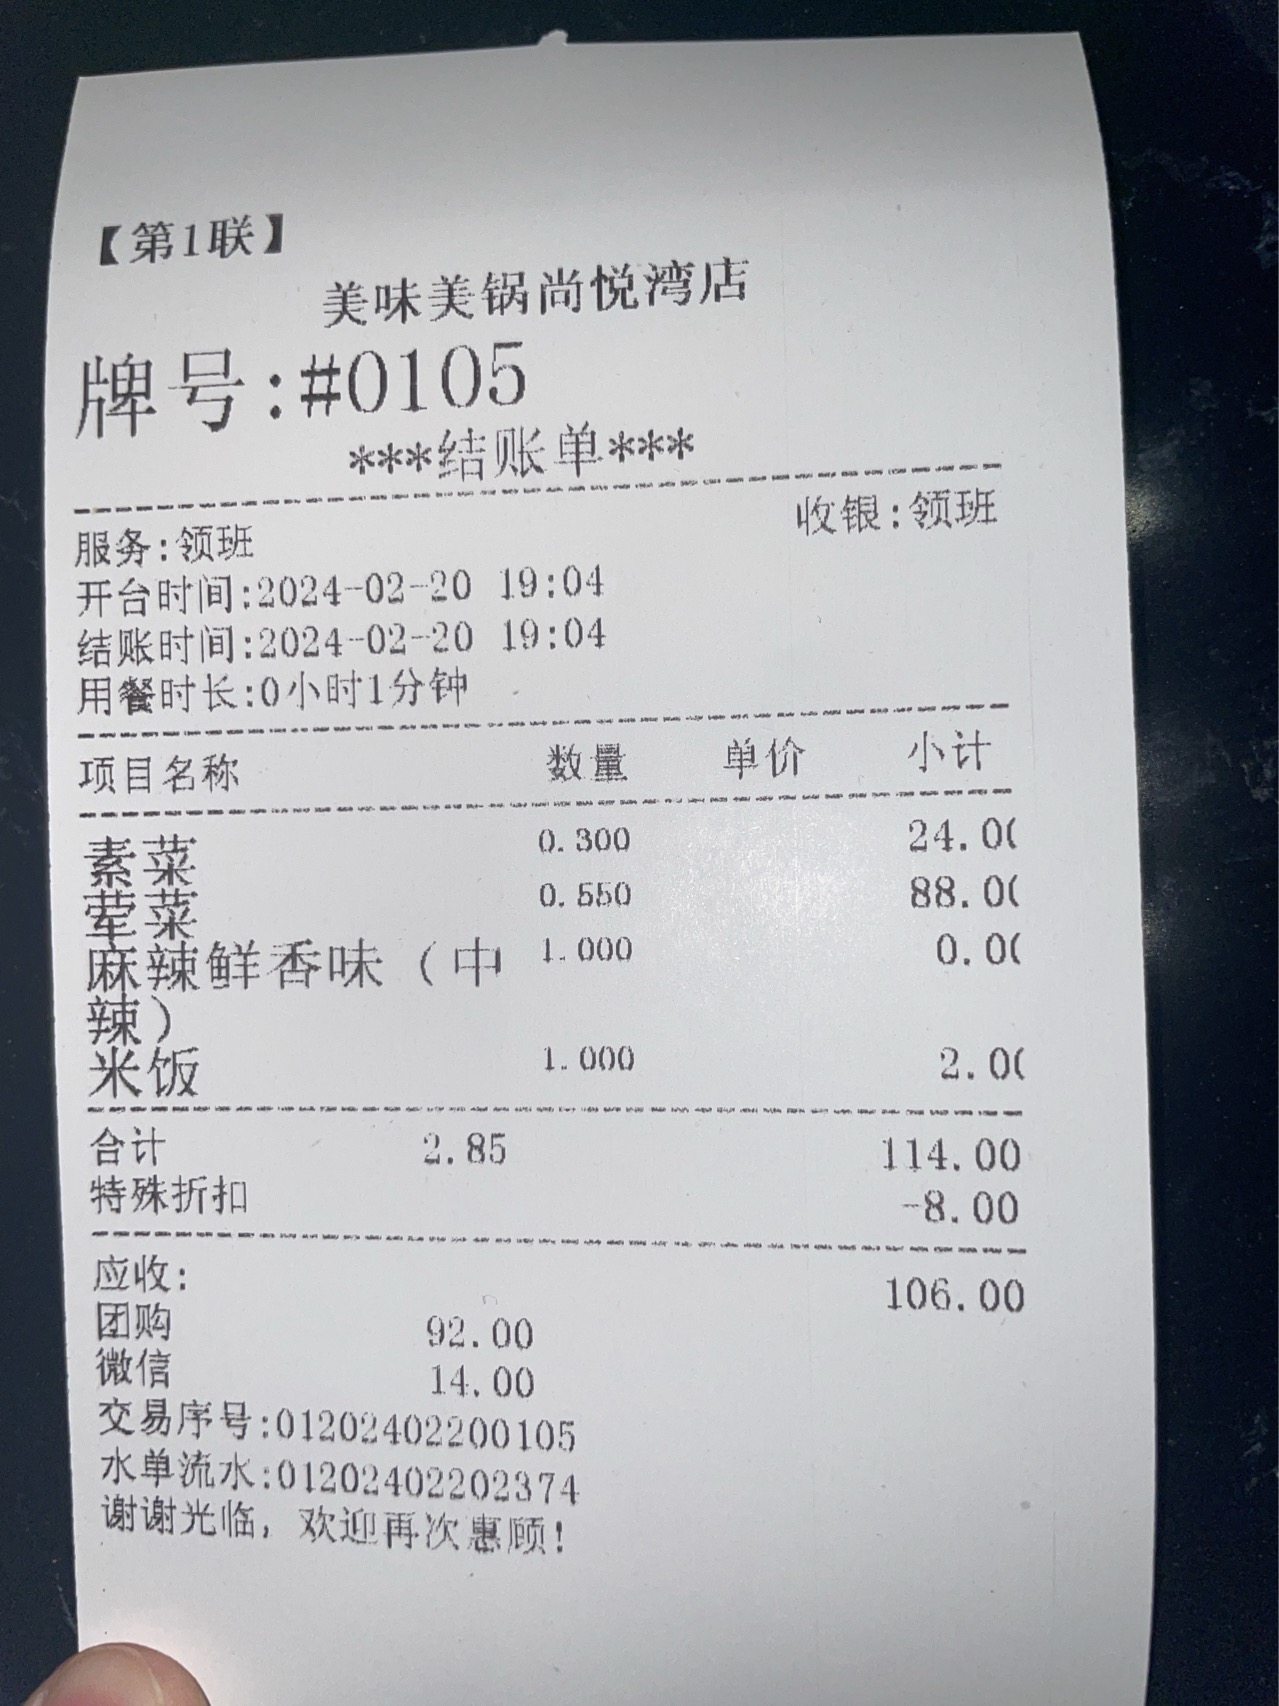 【第1联】
美味美锅尚悦湾店
牌号:#0105
***结账单***
服务:领班 收银:领班
开台时间:2024-02-20 19:04
结账时间:2024-02-20 19:04
用餐时长:0小时1分钟
项目名称 数量 单价 小计
素菜 0.300 24.00
荤菜 0.550 88.00
麻辣鲜香味（中 1.000 0.00
辣）
米饭 1.000 2.00
合计 2.85 114.00
特殊折扣 -8.00
应收: 106.00
团购 92.00
微信 14.00
交易序号:01202402200105
水单流水:01202402202374
谢谢光临，欢迎再次惠顾!